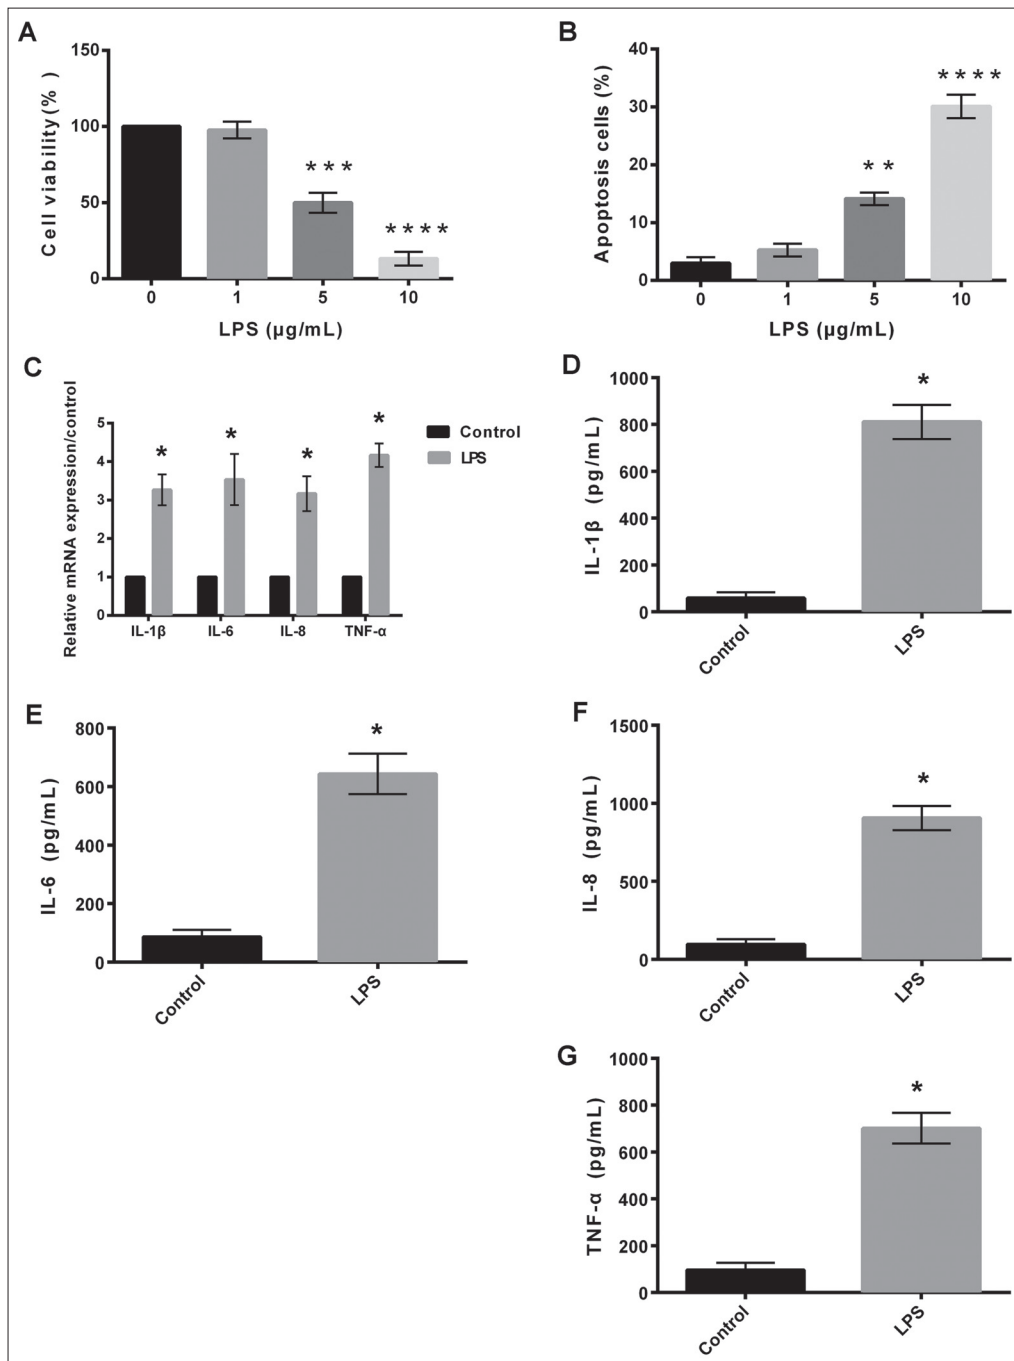 A
Cell viability(%)
150
100
50
0
***
****
0 1 5 10
LPS (µg/mL)
B
Apoptosis cells (%)
40
30
20
10
0
**
****
0 1 5 10
LPS (µg/mL)
C
Relative mRNA expression/control
5
4
3
2
1
0
* * * *
IL-1β IL-6 IL-8 TNF-α
Control
LPS
D
IL-1β (pg/mL)
1000
800
600
400
200
0
*
Control LPS
E
IL-6 (pg/mL)
800
600
400
200
0
*
Control LPS
F
IL-8 (pg/mL)
1500
1000
500
0
*
Control LPS
G
TNF-α (pg/mL)
1000
800
600
400
200
0
*
Control LPS